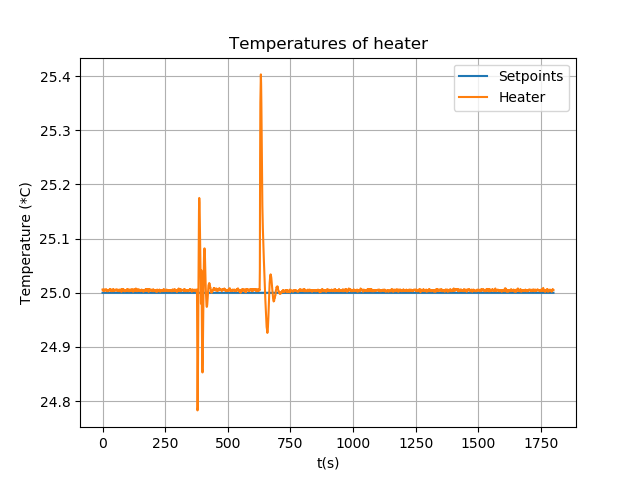 Temperatures of heater
Setpoints
Heater
25.4
25.3
25.2
25.1
25.0
24.9
24.8
Temperature (*C)
0 250 500 750 1000 1250 1500 1750
t(s)